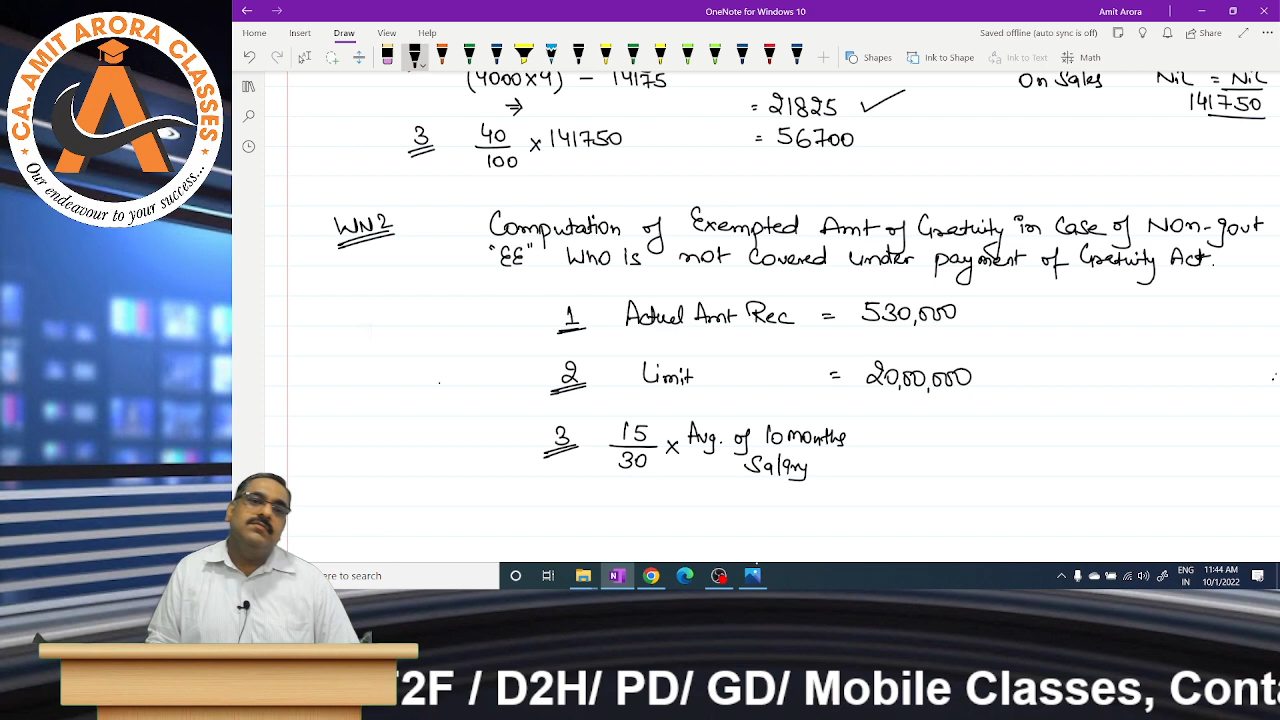 CA. AMIT ARORA CLASSES
Our endeavour to your success...
OneNote for Windows 10
Amit Arora
Home Insert Draw View Help
Saved offline (auto sync is off)
Share
Shapes Ink to Shape Ink to Text Math
(4000x4) - 14175
On Sales Nil = Nil
→ = 21825 ✓
141750
3 40/100 x 141750 = 56700
WN2 Computation of Exempted Amt of Gratuity in Case of Non-gout
"EE" Who is not covered under payment of Gratuity Act.
1 Actual Amt Rec = 530,000
2 Limit = 20,00,000
3 15/30 x Avg. of 10 months
Salary
ere to search
ENG
IN
11:44 AM
10/1/2022
T2F / D2H/ PD/ GD/ Mobile Classes, Cont